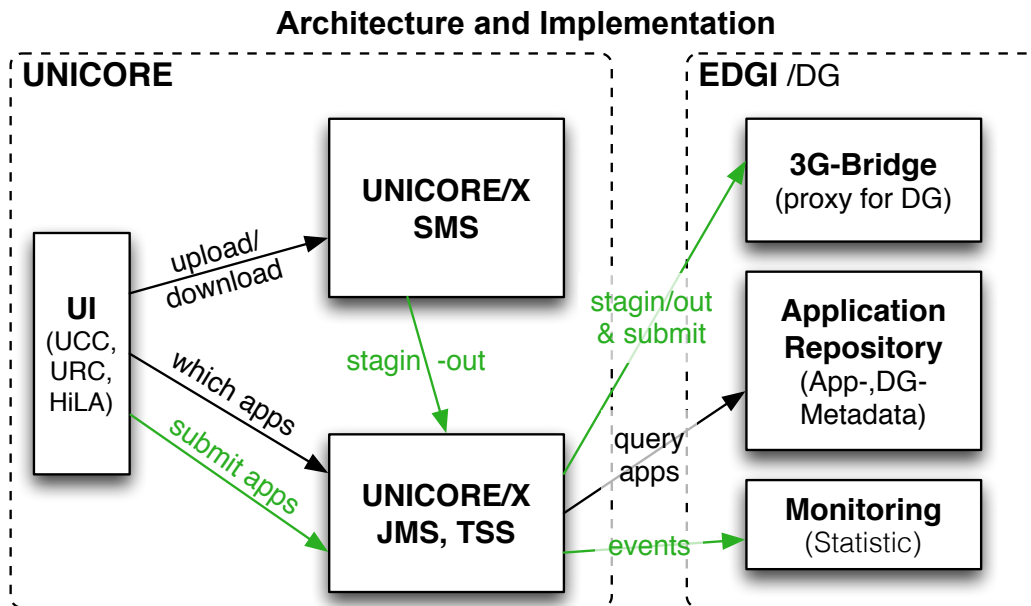 Architecture and Implementation
UNICORE
EDGI /DG
UNICORE/X
SMS
3G-Bridge
(proxy for DG)
upload/
download
UI
(UCC,
URC,
HiLA)
stagin -out
stagin/out
& submit
Application
Repository
(App-,DG-
Metadata)
which apps
submit apps
UNICORE/X
JMS, TSS
query
apps
events
Monitoring
(Statistic)